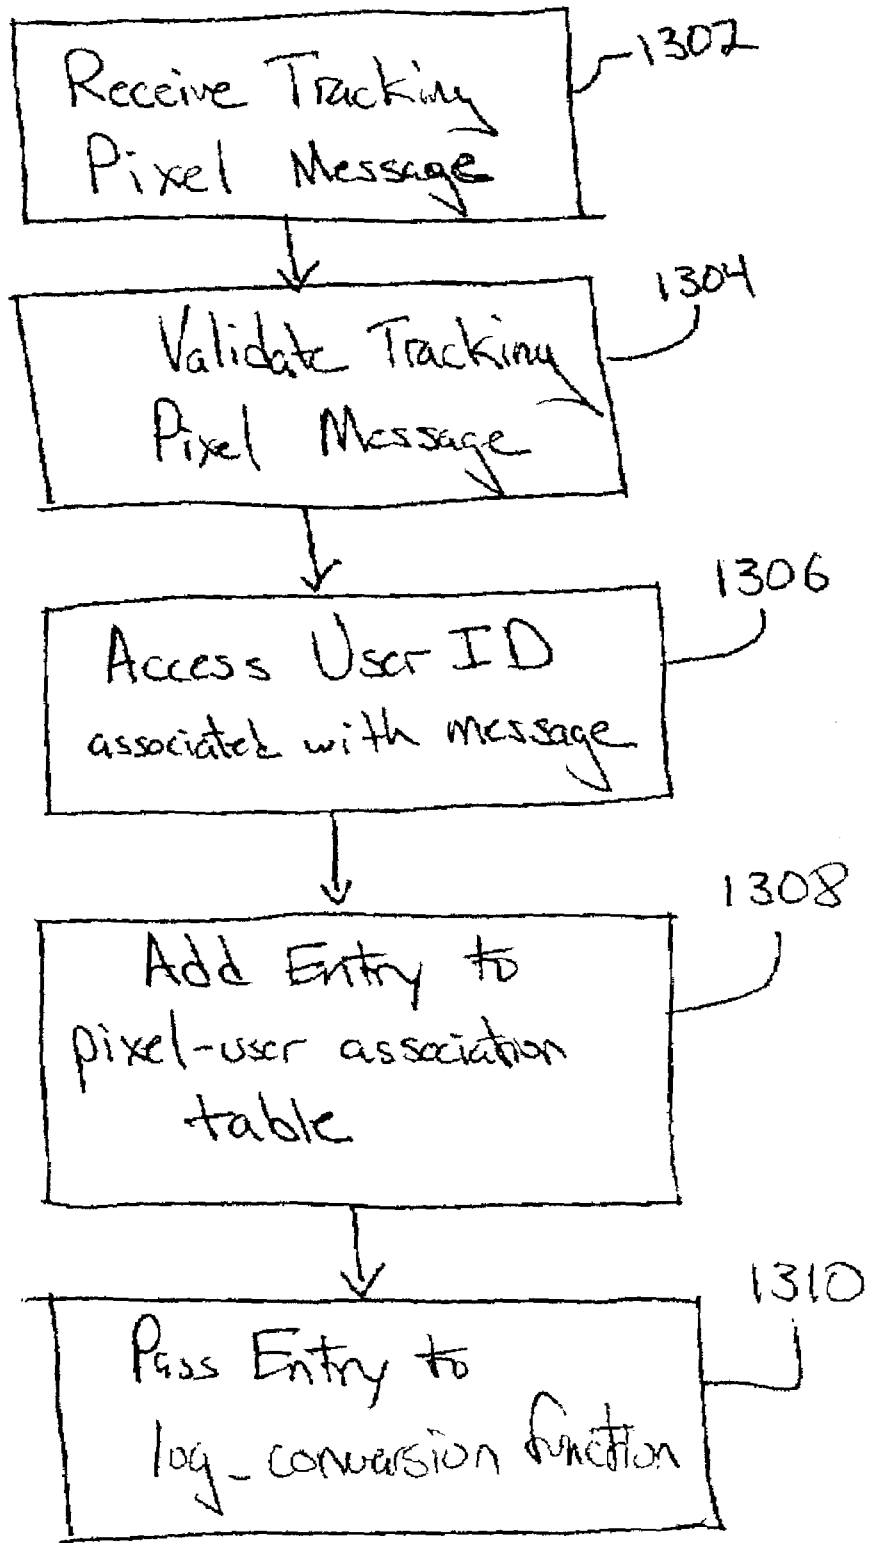 1302
Receive Tracking
Pixel Message
1304
Validate Tracking
Pixel Message
1306
Access User ID
associated with message
1308
Add Entry to
pixel-user association
table
1310
Pass Entry to
log_conversion function